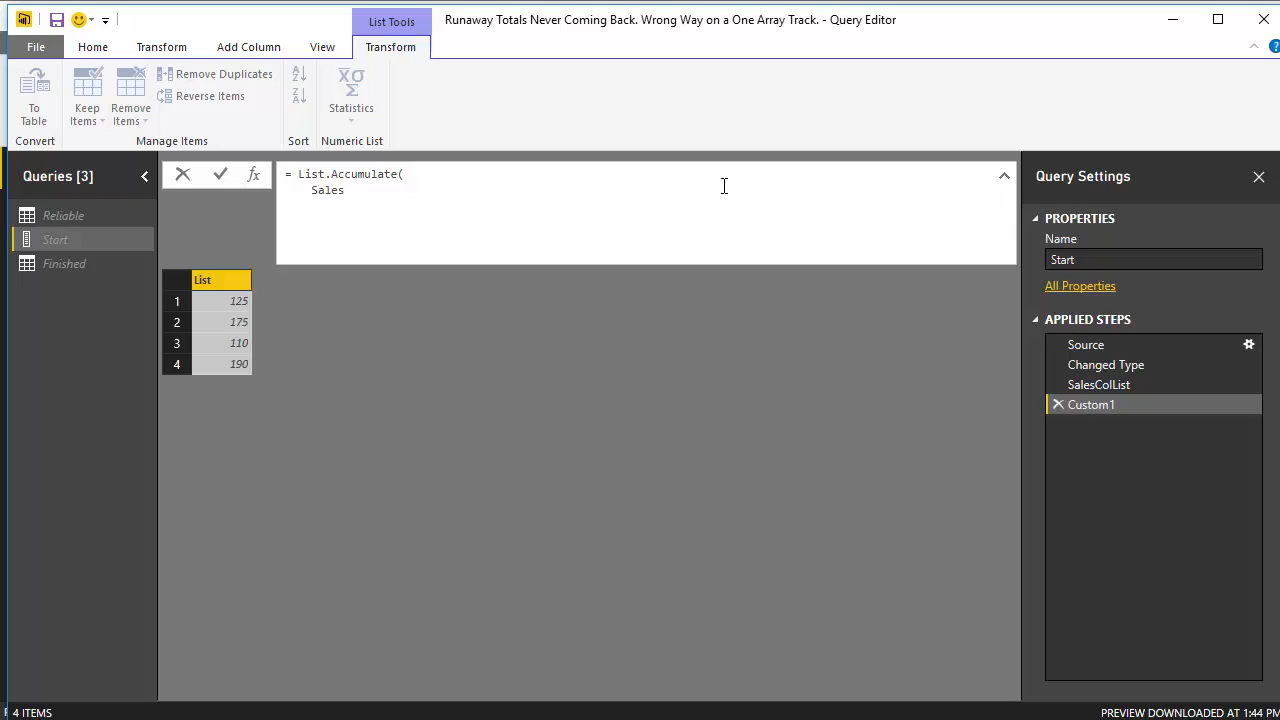 List Tools
Runaway Totals Never Coming Back. Wrong Way on a One Array Track. - Query Editor
File
Home
Transform
Add Column
View
Transform
To Table
Keep Items
Remove Items
Remove Duplicates
Reverse Items
Statistics
Convert
Manage Items
Sort
Numeric List
Queries [3]
Reliable
Start
Finished
fx
= List.Accumulate(
Sales
List
1 125
2 175
3 110
4 190
Query Settings
PROPERTIES
Name
Start
All Properties
APPLIED STEPS
Source
Changed Type
SalesColList
Custom1
4 ITEMS
PREVIEW DOWNLOADED AT 1:44 PM